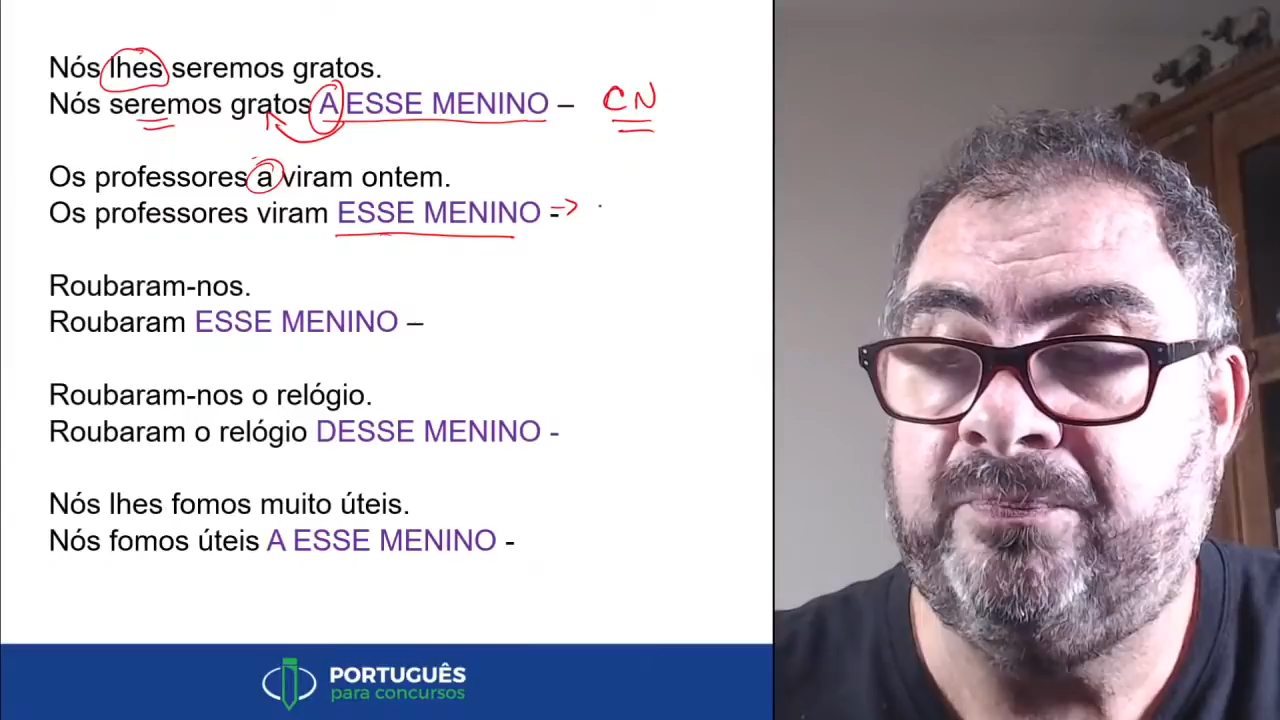 Nós lhes seremos gratos.
Nós seremos gratos A ESSE MENINO – CN
Os professores a viram ontem.
Os professores viram ESSE MENINO -
Roubaram-nos.
Roubaram ESSE MENINO –
Roubaram-nos o relógio.
Roubaram o relógio DESSE MENINO -
Nós lhes fomos muito úteis.
Nós fomos úteis A ESSE MENINO -
PORTUGUÊS
para concursos